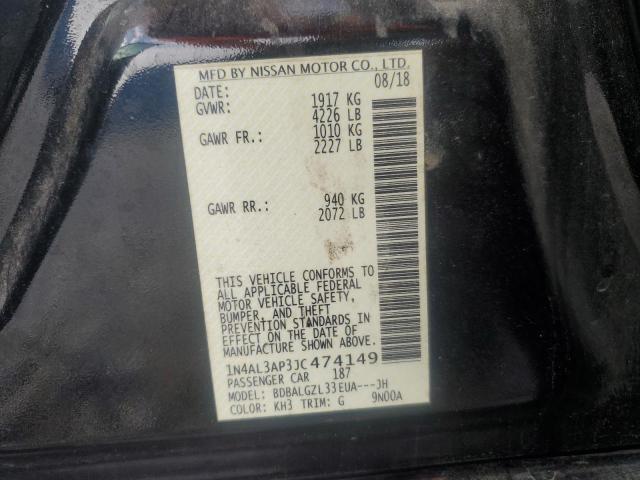 MFD BY NISSAN MOTOR CO., LTD.
DATE: 08/18
GVWR: 1917 KG
4226 LB
GAWR FR.: 1010 KG
2227 LB
GAWR RR.: 940 KG
2072 LB
THIS VEHICLE CONFORMS TO
ALL APPLICABLE FEDERAL
MOTOR VEHICLE SAFETY,
BUMPER, AND THEFT
PREVENTION STANDARDS IN
EFFECT ON THE DATE OF
MANUFACTURE SHOWN ABOVE.
1N4AL3AP3JC474149
PASSENGER CAR 187
MODEL: BDBALGZL33EUA---JH
COLOR: KH3 TRIM: G 9N00A